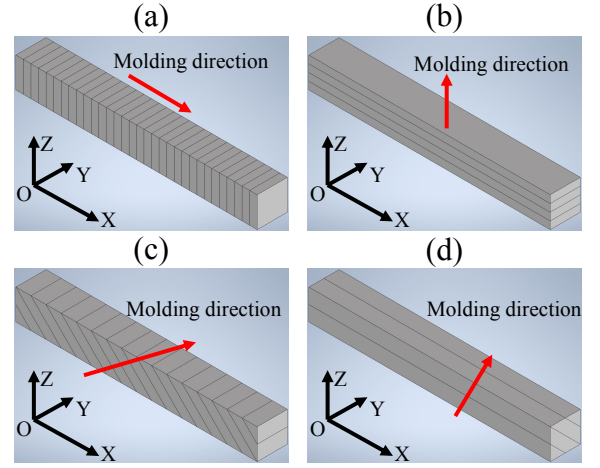 (a)
Molding direction
Z
Y
O
X
(b)
Molding direction
Z
Y
O
X
(c)
Molding direction
Z
Y
O
X
(d)
Molding direction
Z
Y
O
X